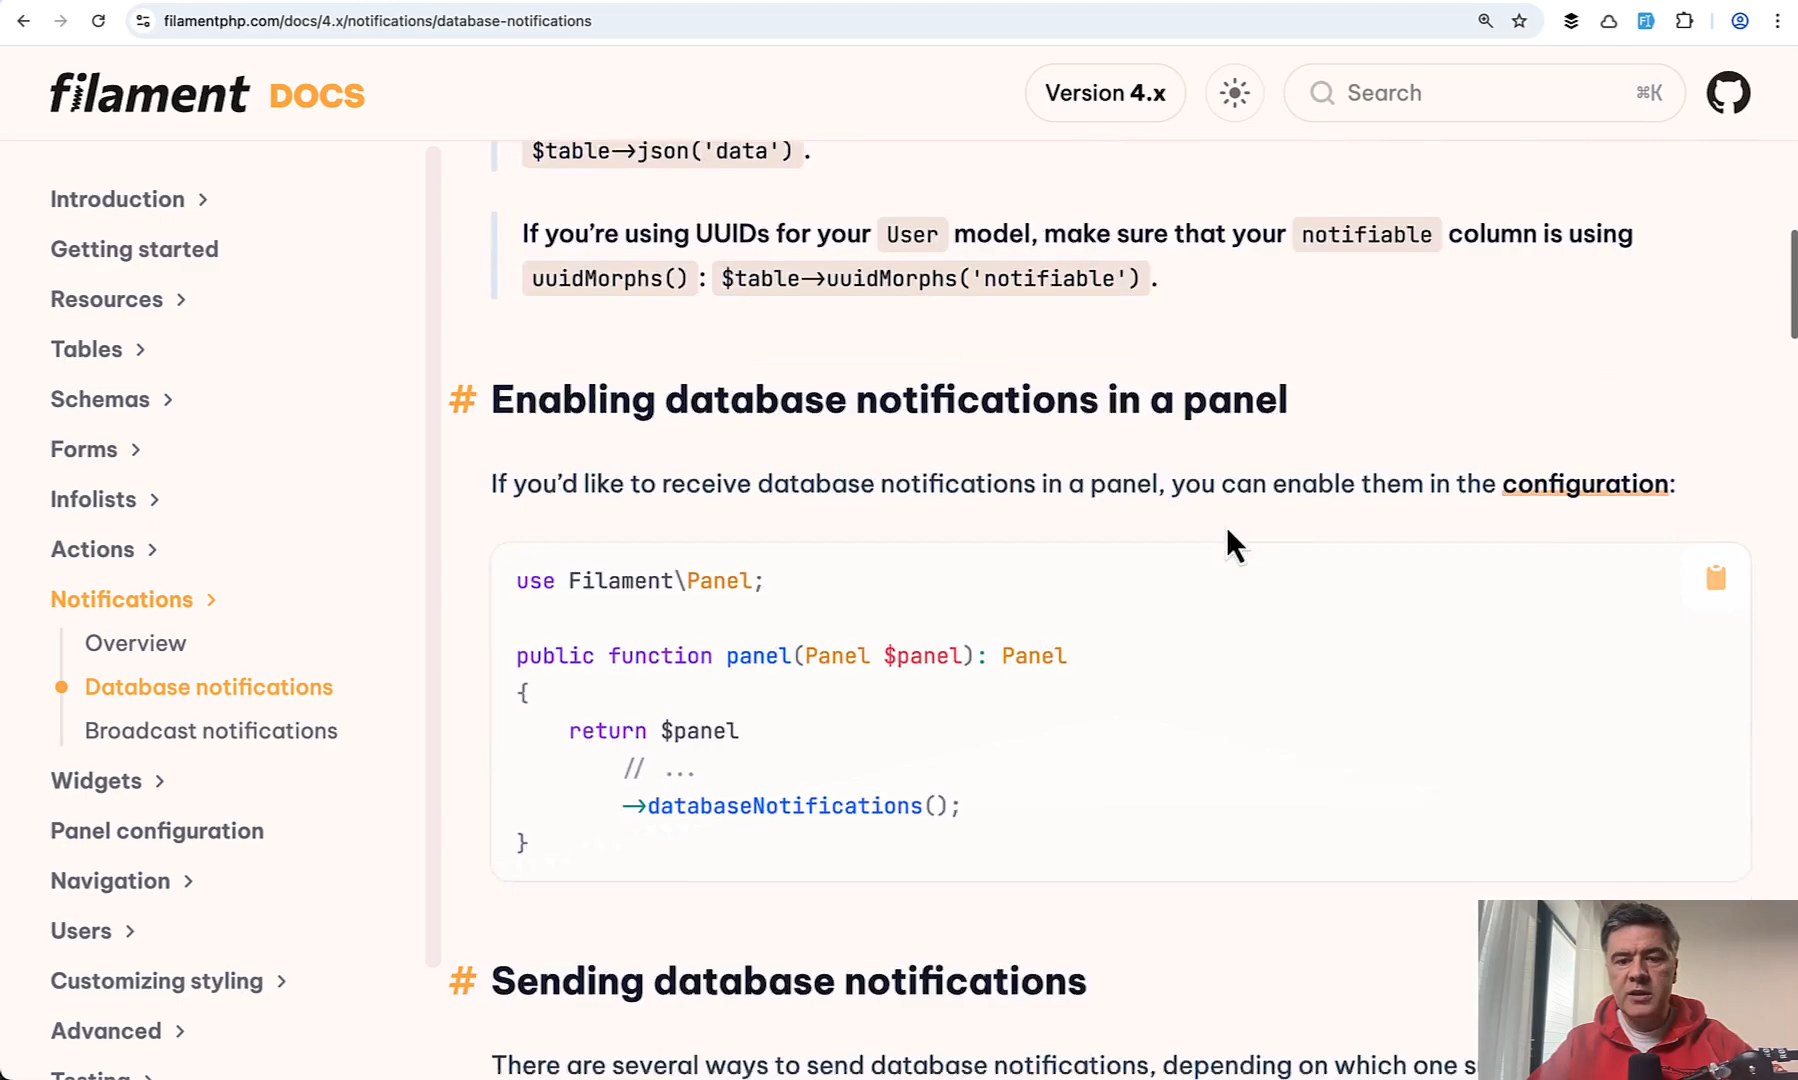 filamentphp.com/docs/4.x/notifications/database-notifications
filament DOCS
Version 4.x
Search
⌘K
Introduction
Getting started
Resources
Tables
Schemas
Forms
Infolists
Actions
Notifications
Overview
Database notifications
Broadcast notifications
Widgets
Panel configuration
Navigation
Users
Customizing styling
Advanced
Testing
$table->json('data').
If you’re using UUIDs for your User model, make sure that your notifiable column is using
uuidMorphs(): $table->uuidMorphs('notifiable').
# Enabling database notifications in a panel
If you’d like to receive database notifications in a panel, you can enable them in the configuration:
use Filament\Panel;
public function panel(Panel $panel): Panel
{
return $panel
// ...
->databaseNotifications();
}
# Sending database notifications
There are several ways to send database notifications, depending on which one s